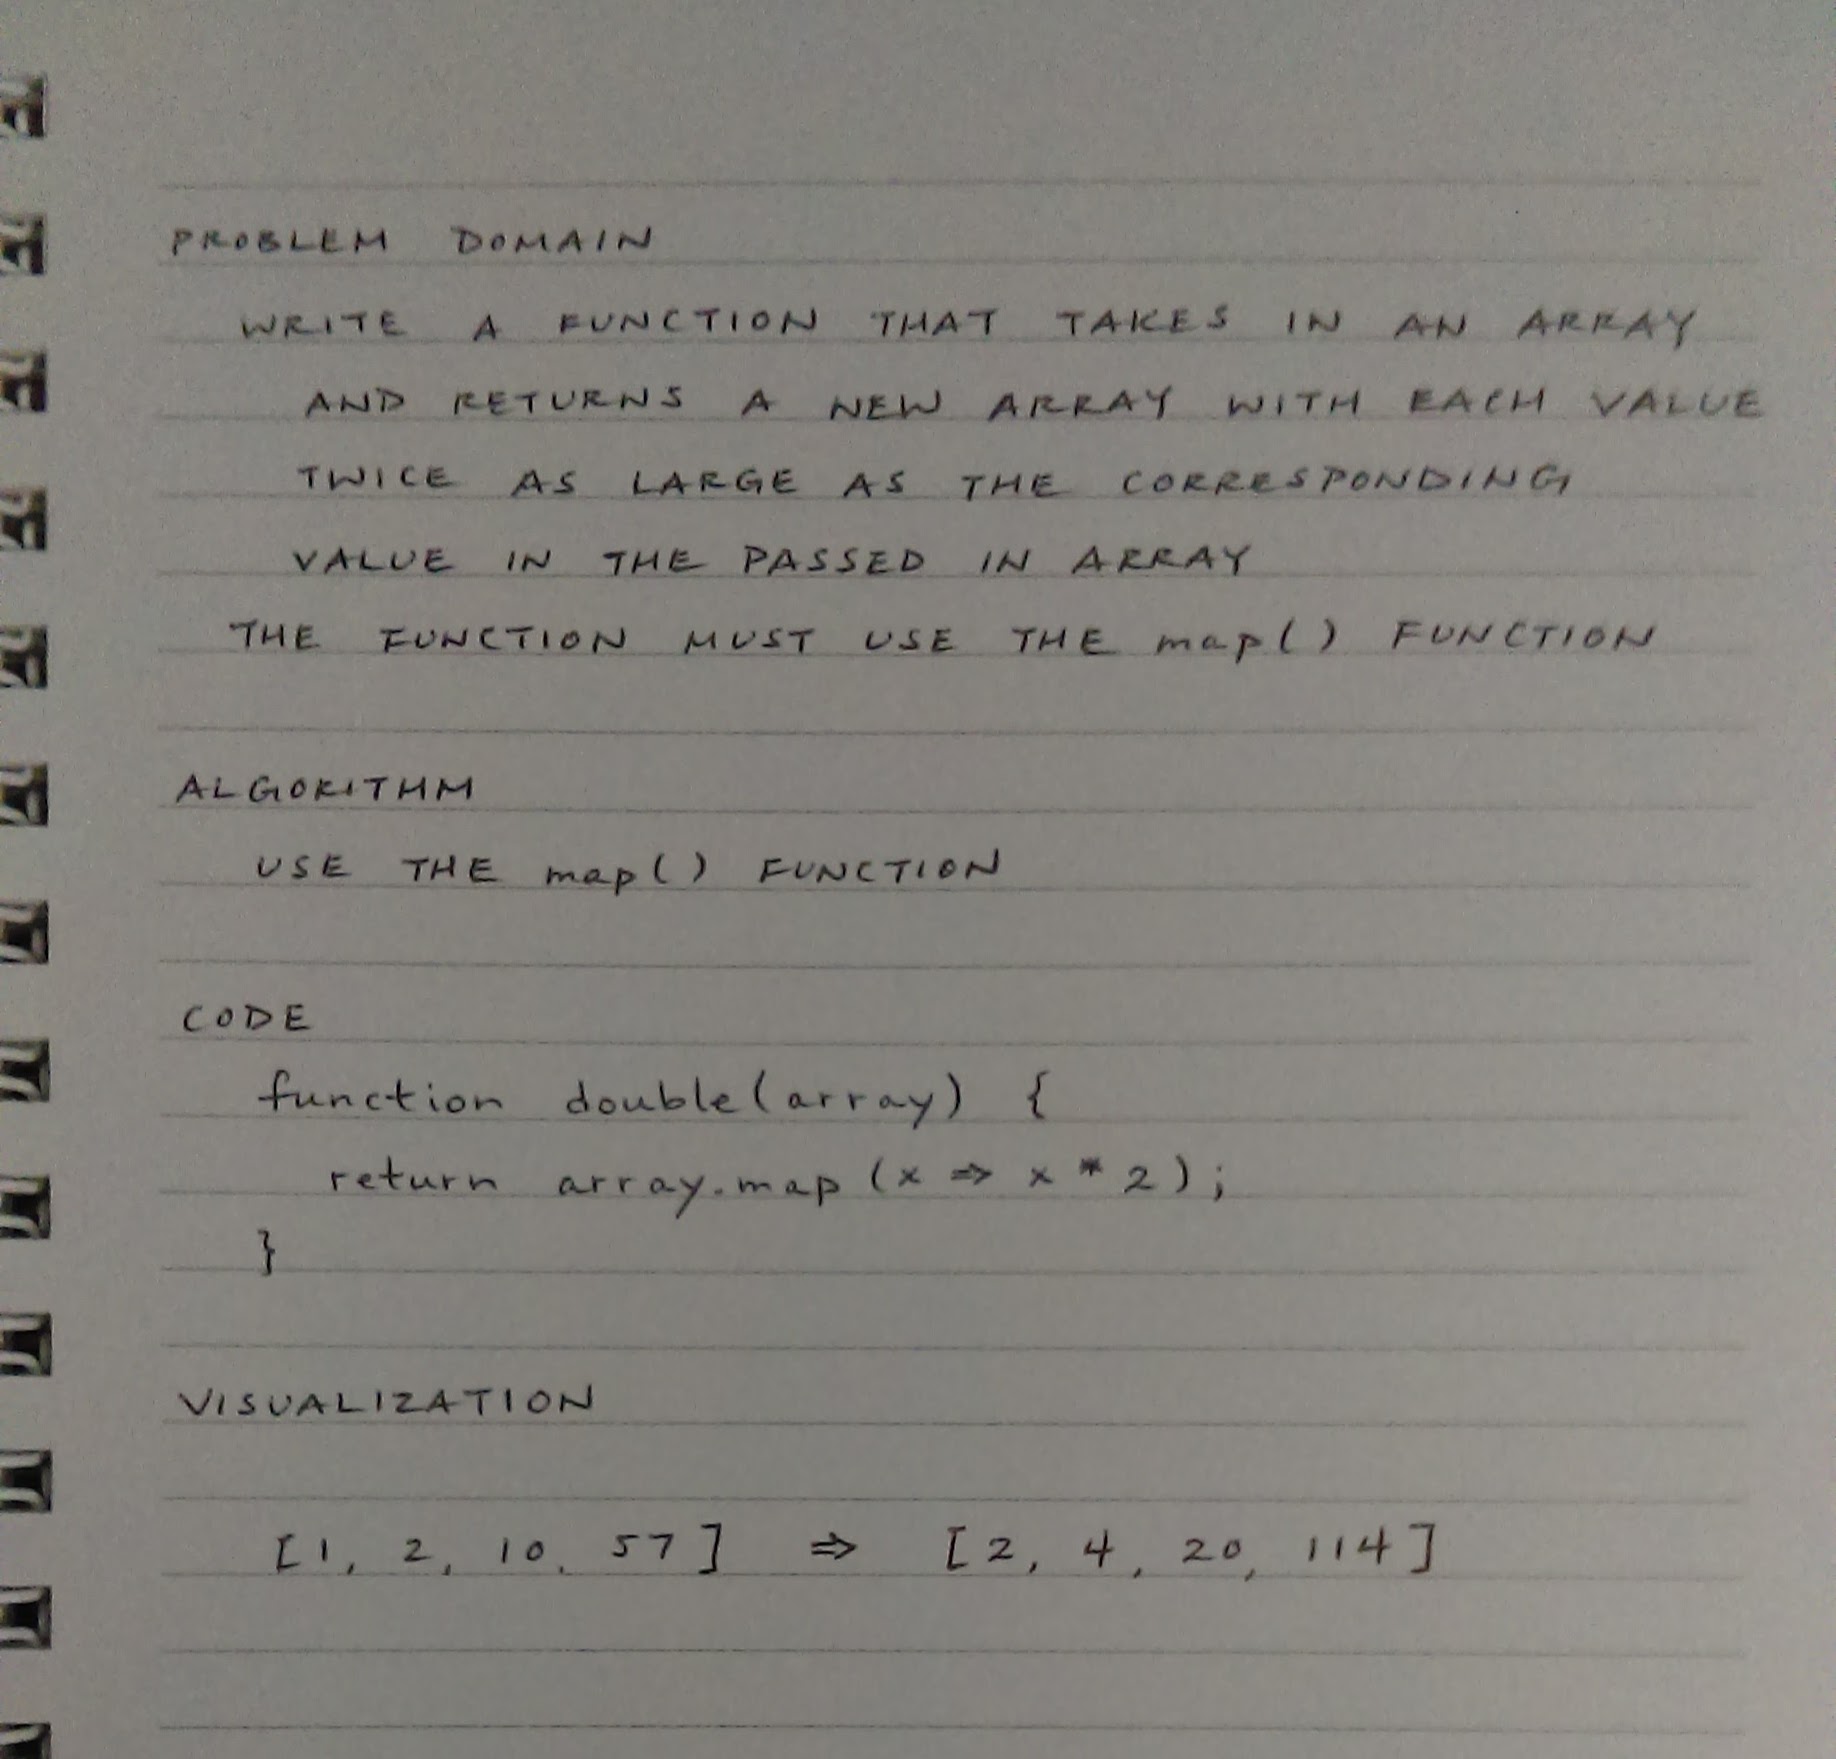 PROBLEM DOMAIN
WRITE A FUNCTION THAT TAKES IN AN ARRAY
AND RETURNS A NEW ARRAY WITH EACH VALUE
TWICE AS LARGE AS THE CORRESPONDING
VALUE IN THE PASSED IN ARRAY
THE FUNCTION MUST USE THE map() FUNCTION
ALGORITHM
USE THE map() FUNCTION
CODE
function double(array) {
return array.map(x => x * 2);
}
VISUALIZATION
[1, 2, 10, 57] => [2, 4, 20, 114]